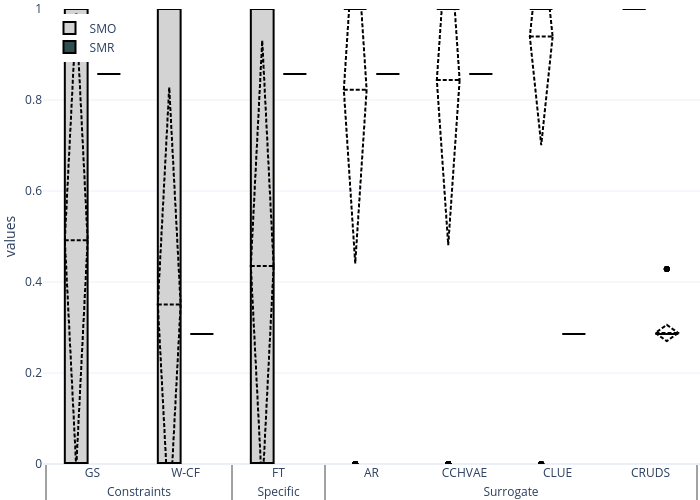 1
0.8
0.6
0.4
0.2
0
values
SMO
SMR
GS W-CF FT AR CCHVAE CLUE CRUDS
Constraints Specific Surrogate